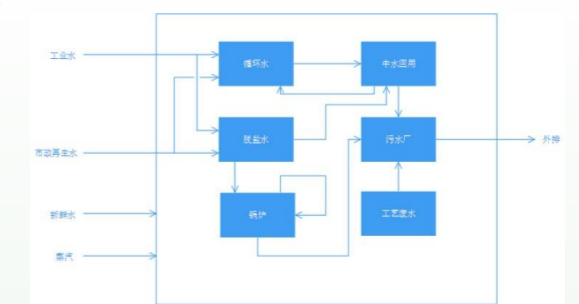 工业水
循环水
中水回用
市政再生水
脱盐水
污水厂
外排
新鲜水
锅炉
工艺废水
蒸汽